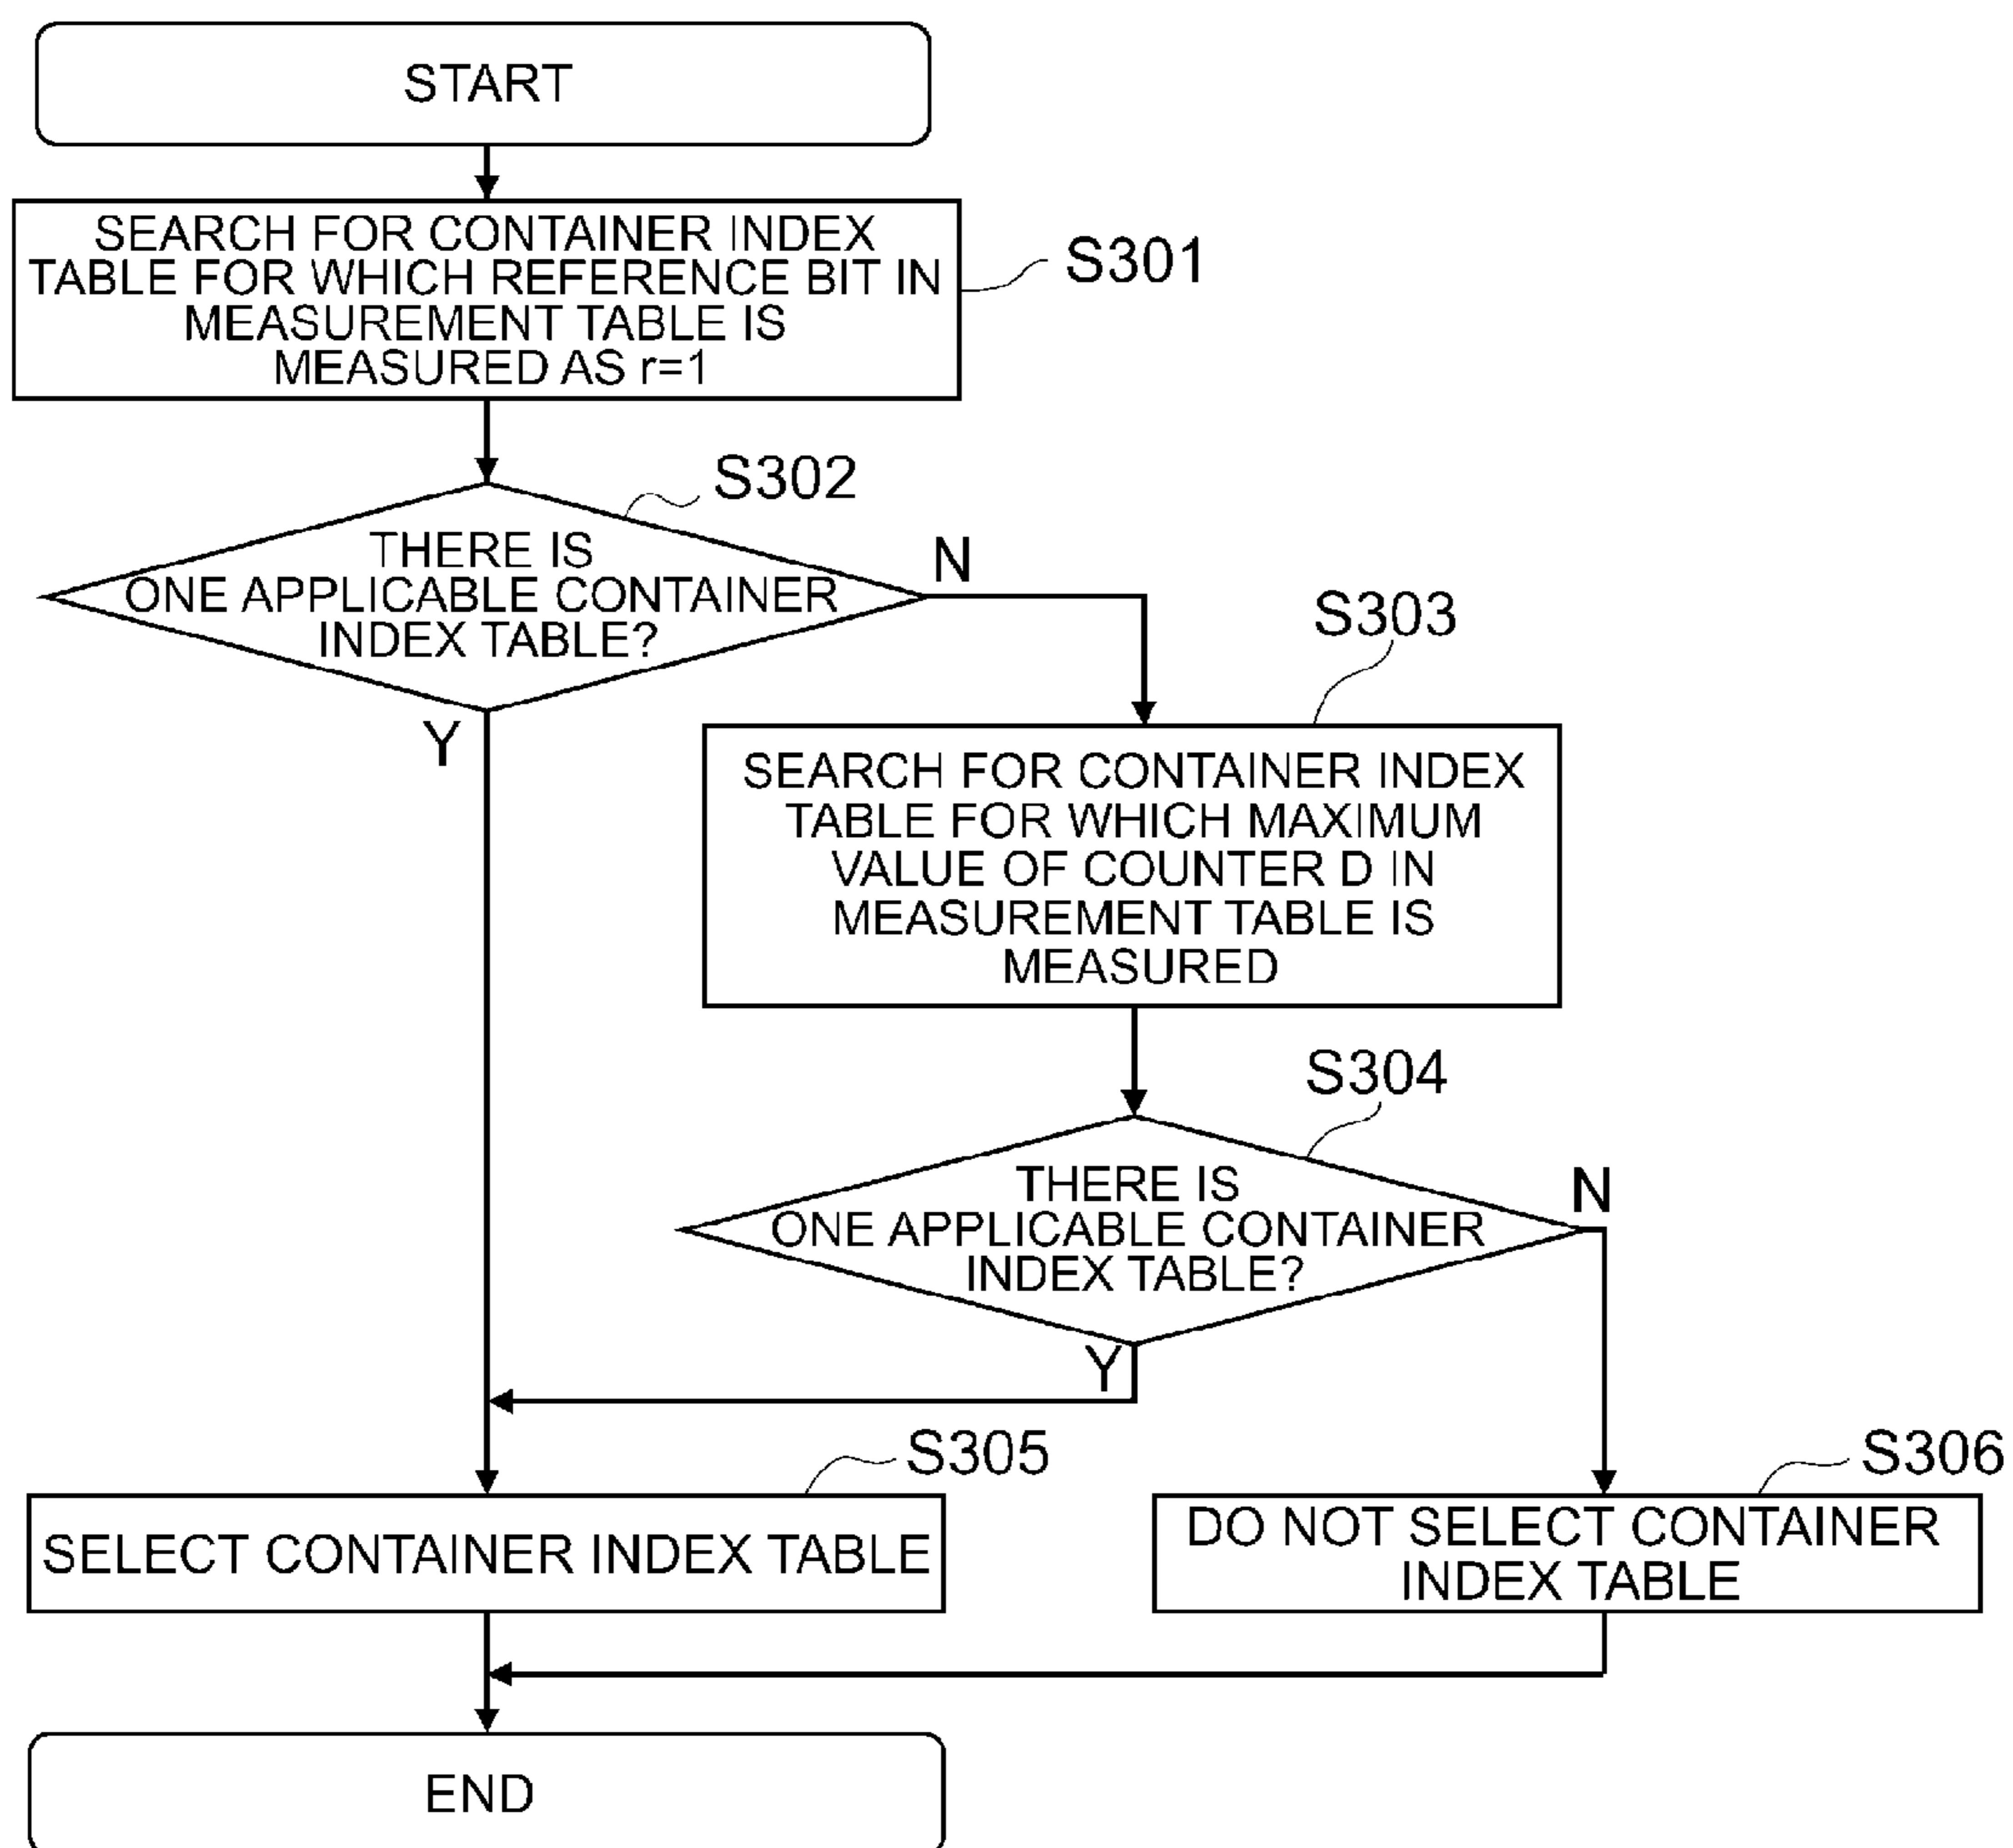 START
SEARCH FOR CONTAINER INDEX
TABLE FOR WHICH REFERENCE BIT IN
MEASUREMENT TABLE IS
MEASURED AS r=1
S301
S302
THERE IS
ONE APPLICABLE CONTAINER
INDEX TABLE?
N
Y
S303
SEARCH FOR CONTAINER INDEX
TABLE FOR WHICH MAXIMUM
VALUE OF COUNTER D IN
MEASUREMENT TABLE IS
MEASURED
S304
THERE IS
ONE APPLICABLE CONTAINER
INDEX TABLE?
N
Y
S305
SELECT CONTAINER INDEX TABLE
S306
DO NOT SELECT CONTAINER
INDEX TABLE
END